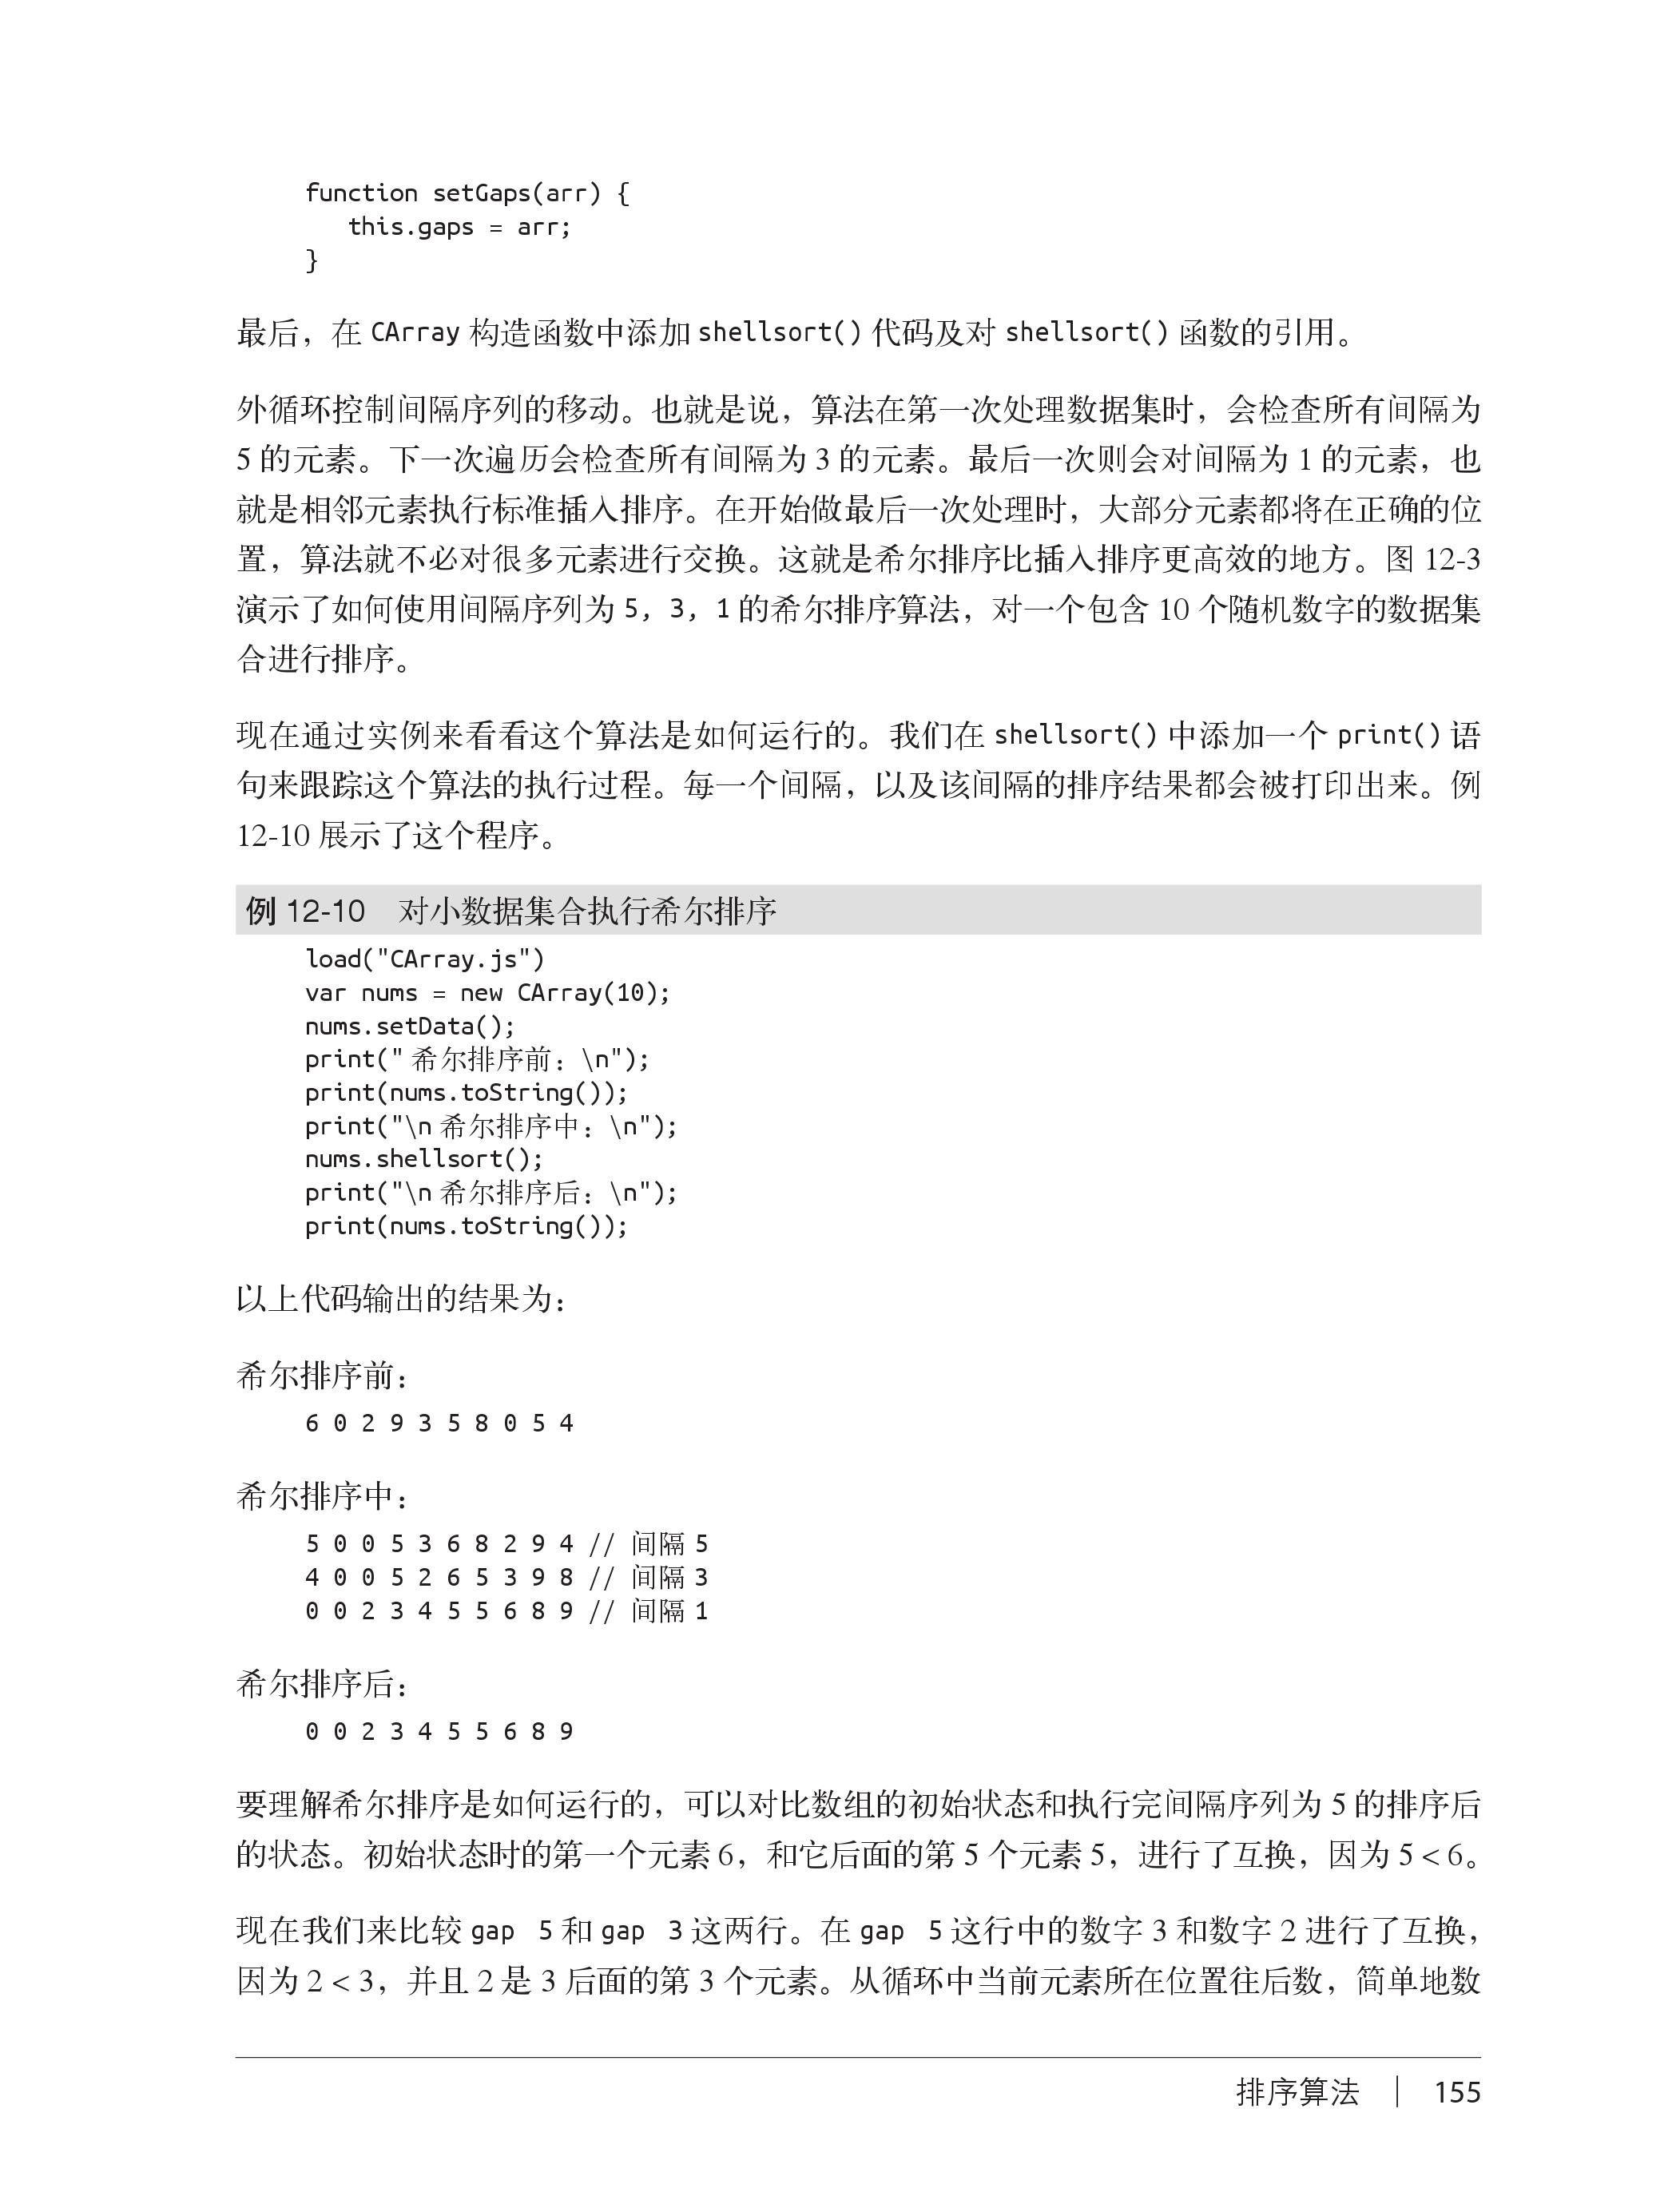 function setGaps(arr) {
   this.gaps = arr;
}
最后，在 CArray 构造函数中添加 shellsort() 代码及对 shellsort() 函数的引用。
外循环控制间隔序列的移动。也就是说，算法在第一次处理数据集时，会检查所有间隔为
5 的元素。下一次遍历会检查所有间隔为 3 的元素。最后一次则会对间隔为 1 的元素，也
就是相邻元素执行标准插入排序。在开始做最后一次处理时，大部分元素都将在正确的位
置，算法就不必对很多元素进行交换。这就是希尔排序比插入排序更高效的地方。图 12-3
演示了如何使用间隔序列为 5, 3, 1 的希尔排序算法，对一个包含 10 个随机数字的数据集
合进行排序。
现在通过实例来看看这个算法是如何运行的。我们在 shellsort() 中添加一个 print() 语
句来跟踪这个算法的执行过程。每一个间隔，以及该间隔的排序结果都会被打印出来。例
12-10 展示了这个程序。
例 12-10　对小数据集合执行希尔排序
load("CArray.js")
var nums = new CArray(10);
nums.setData();
print(" 希尔排序前：\n");
print(nums.toString());
print("\n 希尔排序中：\n");
nums.shellsort();
print("\n 希尔排序后：\n");
print(nums.toString());
以上代码输出的结果为：
希尔排序前：
6 0 2 9 3 5 8 0 5 4
希尔排序中：
5 0 0 5 3 6 8 2 9 4 // 间隔 5
4 0 0 5 2 6 5 3 9 8 // 间隔 3
0 0 2 3 4 5 5 6 8 9 // 间隔 1
希尔排序后：
0 0 2 3 4 5 5 6 8 9
要理解希尔排序是如何运行的，可以对比数组的初始状态和执行完间隔序列为 5 的排序后
的状态。初始状态时的第一个元素 6，和它后面的第 5 个元素 5，进行了互换，因为 5 < 6。
现在我们来比较 gap 5 和 gap 3 这两行。在 gap 5 这行中的数字 3 和数字 2 进行了互换，
因为 2 < 3，并且 2 是 3 后面的第 3 个元素。从循环中当前元素所在位置往后数，简单地数
排序算法 | 155